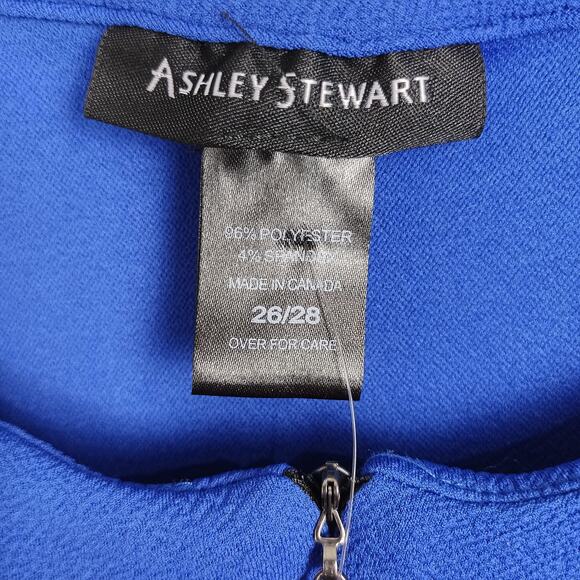 ASHLEY STEWART
96% POLYESTER
4% SPANDEX
MADE IN CANADA
26/28
OVER FOR CARE